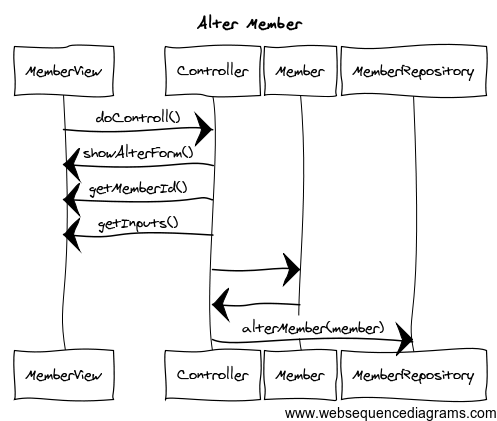 Alter Member
MemberView
Controller
Member
MemberRepository
doControll()
showAlterForm()
getMemberId()
getInputs()
alterMember(member)
MemberView
Controller
Member
MemberRepository
www.websequencediagrams.com